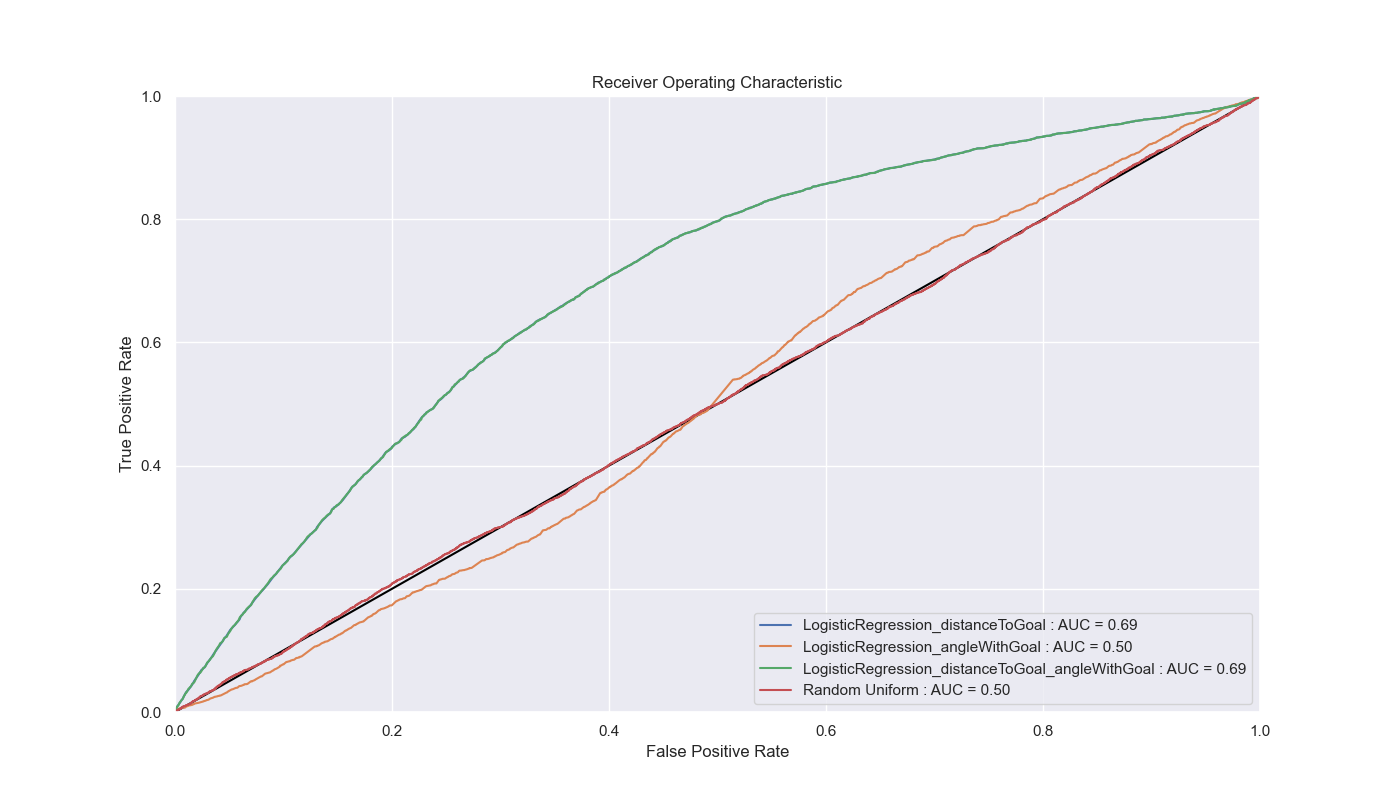 Receiver Operating Characteristic
1.0
0.8
0.6
0.4
0.2
0.0
True Positive Rate
LogisticRegression_distanceToGoal : AUC = 0.69
LogisticRegression_angleWithGoal : AUC = 0.50
LogisticRegression_distanceToGoal_angleWithGoal : AUC = 0.69
Random Uniform : AUC = 0.50
0.0 0.2 0.4 0.6 0.8 1.0
False Positive Rate